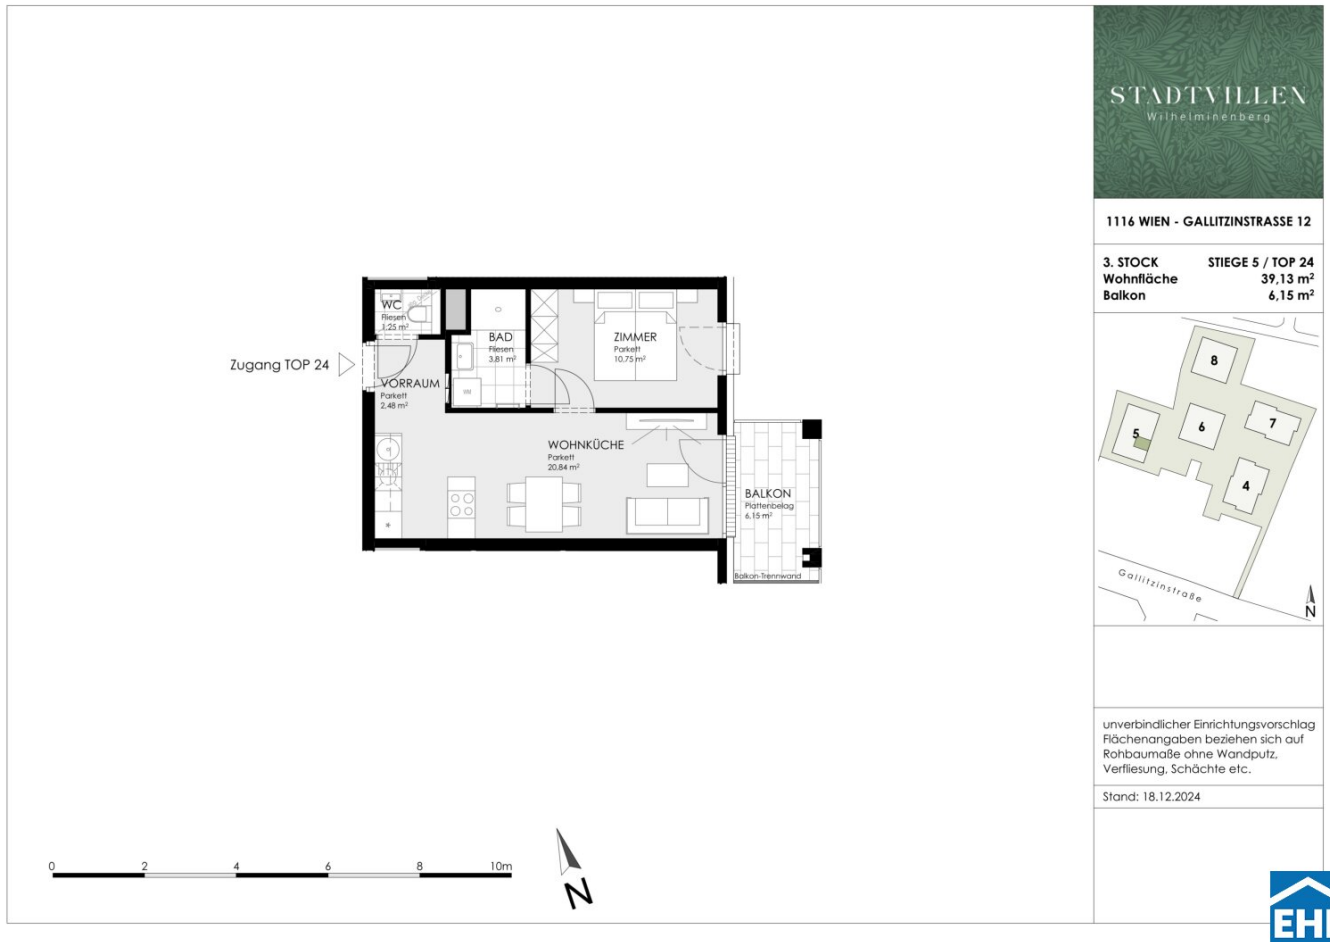 STADTVILLEN
Wilhelminenberg
1116 WIEN - GALLITZINSTRASSE 12
3. STOCK STIEGE 5 / TOP 24
Wohnfläche 39,13 m²
Balkon 6,15 m²
8
7
6
5
4
Gallitzinstraße
N
unverbindlicher Einrichtungsvorschlag
Flächenangaben beziehen sich auf
Rohbaumaße ohne Wandputz,
Verfliesung, Schächte etc.
Stand: 18.12.2024
Zugang TOP 24
WC
Fliesen
1.25 m²
BAD
Fliesen
3.81 m²
ZIMMER
Parkett
10.75 m²
VORRAUM
Parkett
2.48 m²
WOHNKÜCHE
Parkett
20.84 m²
BALKON
Plattenbelag
6.15 m²
Balkon-Trennwand
0 2 4 6 8 10m
N
EHL